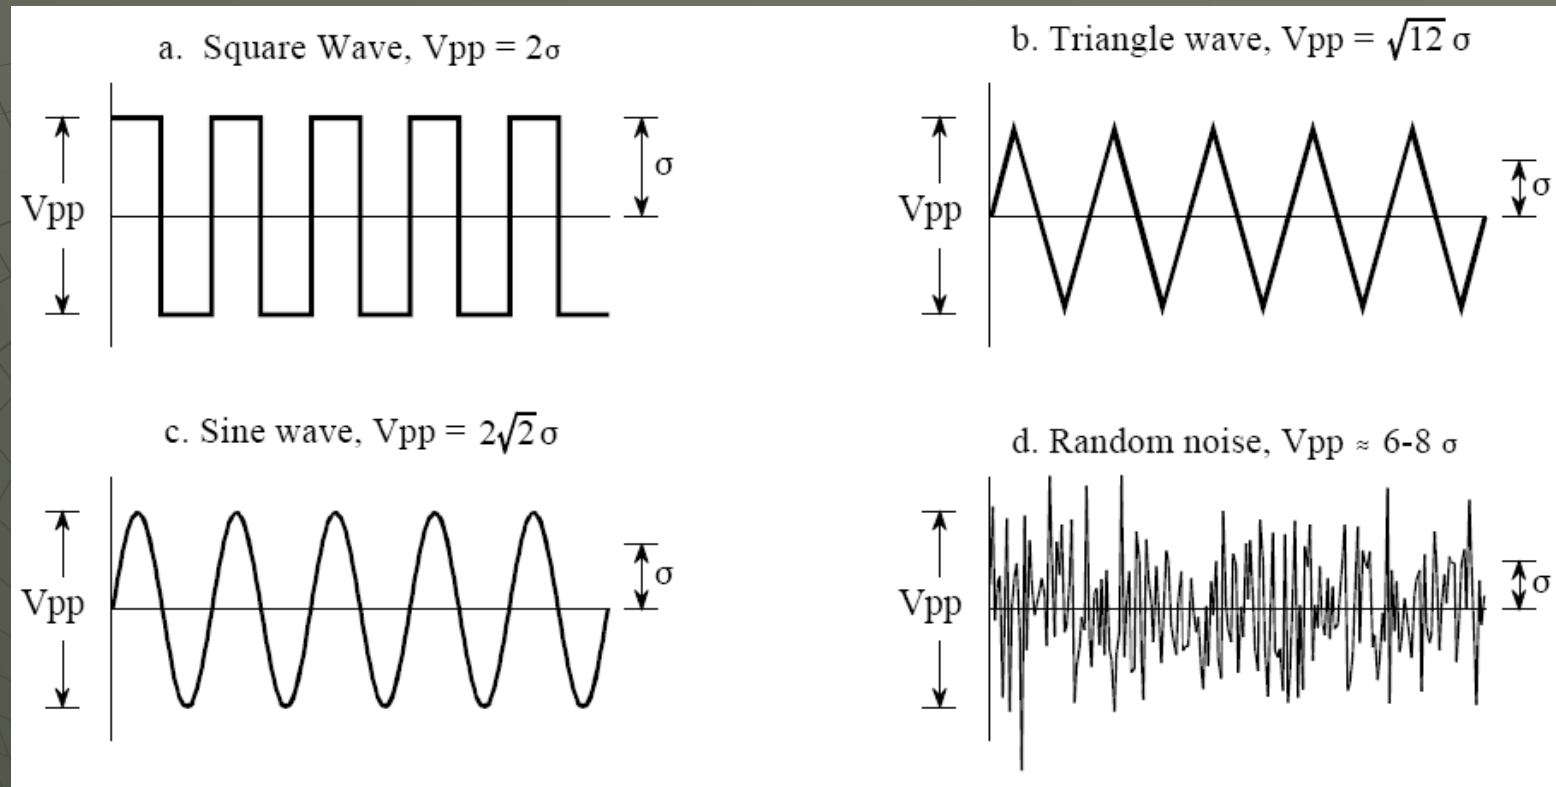 a. Square Wave, Vpp = 2σ
Vpp
σ
b. Triangle wave, Vpp = √12 σ
Vpp
σ
c. Sine wave, Vpp = 2√2 σ
Vpp
σ
d. Random noise, Vpp ≈ 6-8 σ
Vpp
σ